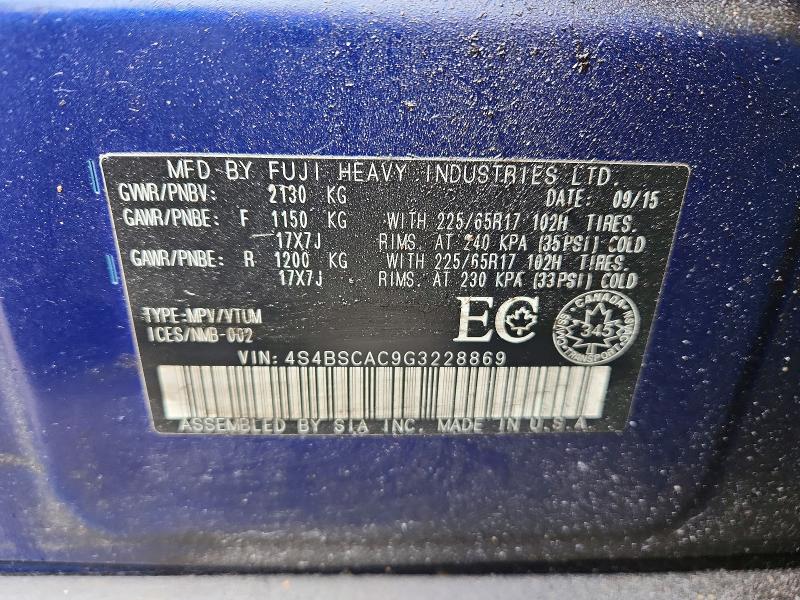 MFD BY FUJI HEAVY INDUSTRIES LTD.
GVWR/PNBV: 2130 KG DATE: 09/15
GAWR/PNBE: F 1150 KG WITH 225/65R17 102H TIRES.
17X7J RIMS. AT 240 KPA (35PSI) COLD
GAWR/PNBE: R 1200 KG WITH 225/65R17 102H TIRES.
17X7J RIMS. AT 230 KPA (33PSI) COLD
TYPE:MPV/VTUM
ICES/NMB-002
EC
CANADA
345
TRANSPORT
VIN: 4S4BSCAC9G3228869
ASSEMBLED BY SIA INC. MADE IN U.S.A.